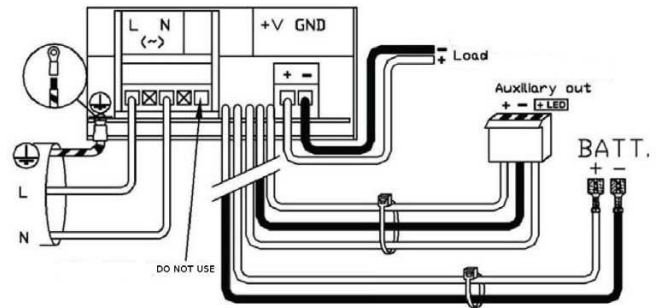 L N +V GND
(~)
+ -
- Load
+
Auxiliary out
+ - + LED
BATT.
+ -
L
N
DO NOT USE